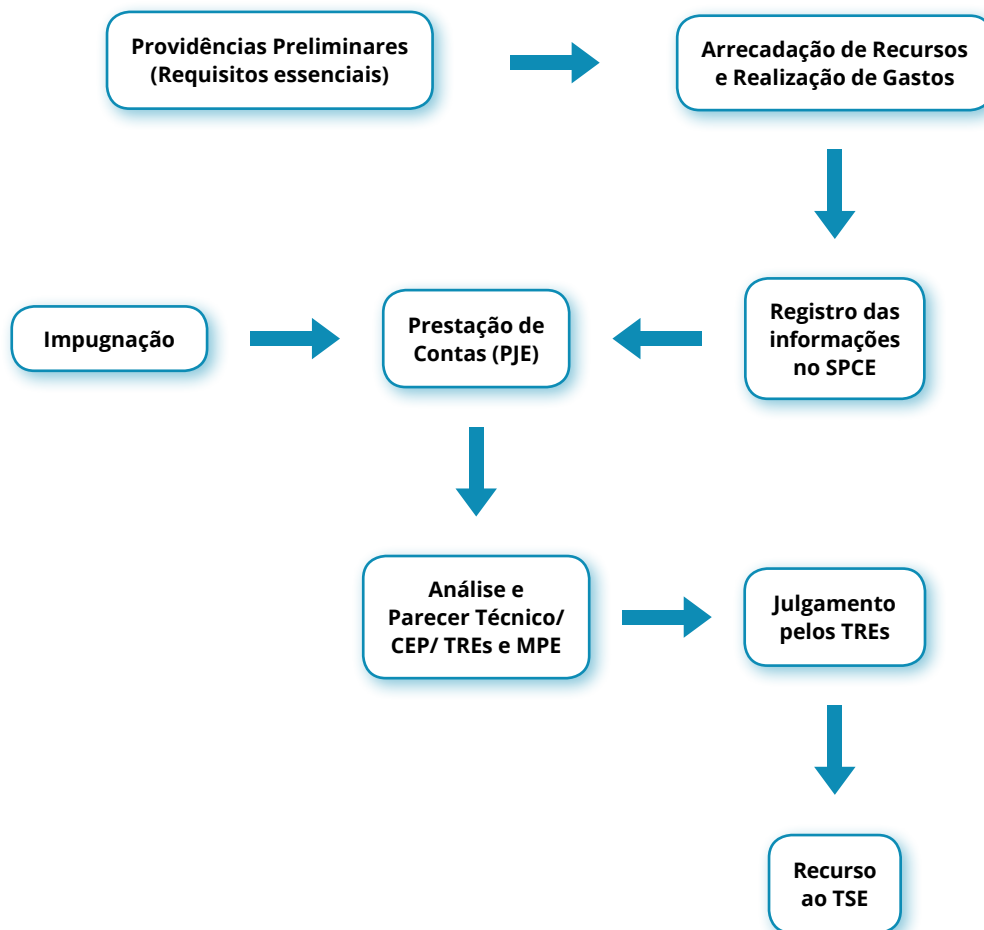 Providências Preliminares
(Requisitos essenciais)
Arrecadação de Recursos
e Realização de Gastos
Impugnação
Prestação de
Contas (PJE)
Registro das
informações
no SPCE
Análise e
Parecer Técnico/
CEP/ TREs e MPE
Julgamento
pelos TREs
Recurso
ao TSE